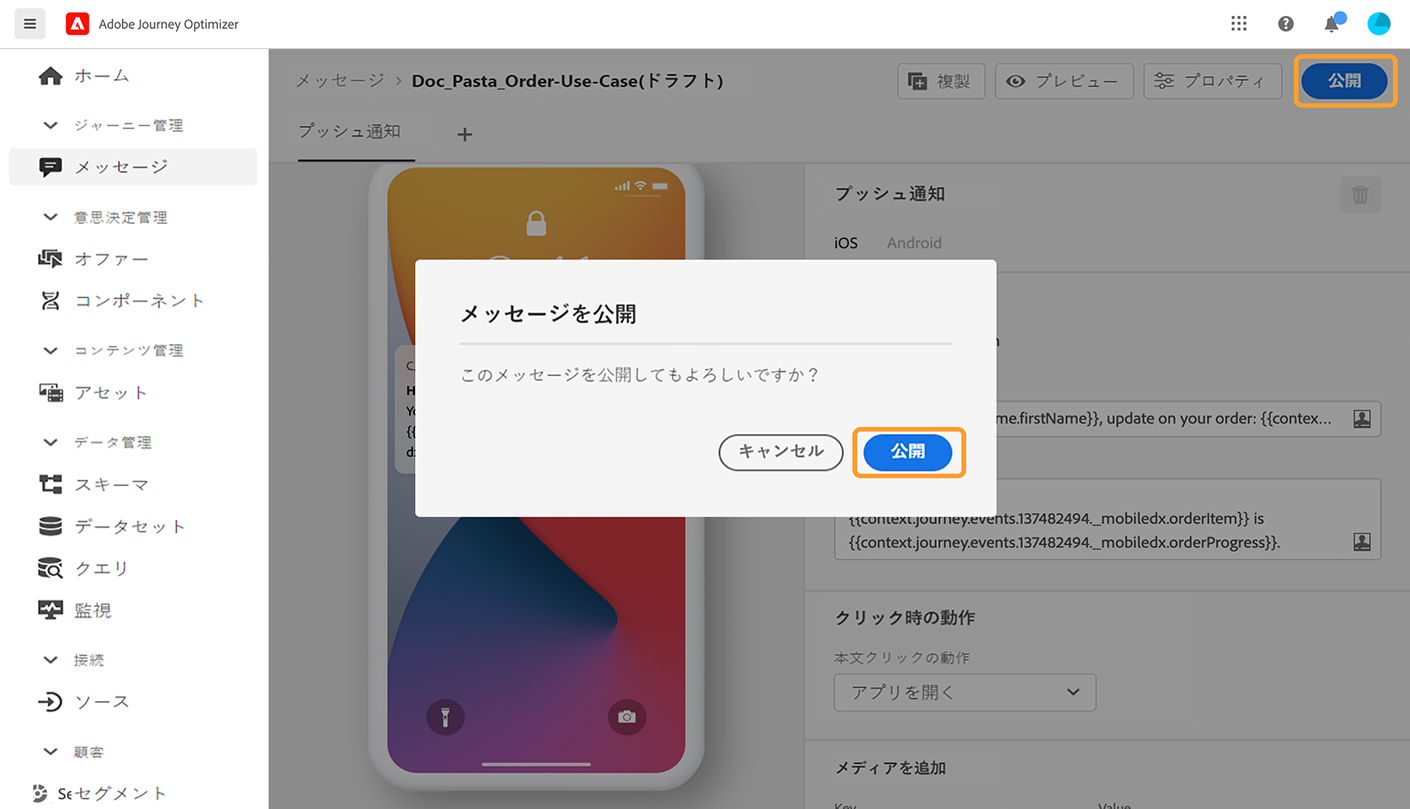 Adobe Journey Optimizer
ホーム
ジャーニー管理
メッセージ
意思決定管理
オファー
コンポーネント
コンテンツ管理
アセット
データ管理
スキーマ
データセット
クエリ
監視
接続
ソース
顧客
Seセグメント
メッセージ › Doc_Pasta_Order-Use-Case(ドラフト)
複製
プレビュー
プロパティ
公開
プッシュ通知 +
プッシュ通知
iOS Android
メッセージを公開
このメッセージを公開してもよろしいですか？
キャンセル 公開
me.firstName}}, update on your order: {{contex...
{{context.journey.events.137482494._mobiledx.orderItem}} is
{{context.journey.events.137482494._mobiledx.orderProgress}}.
クリック時の動作
本文クリックの動作
アプリを開く
メディアを追加
Key Value